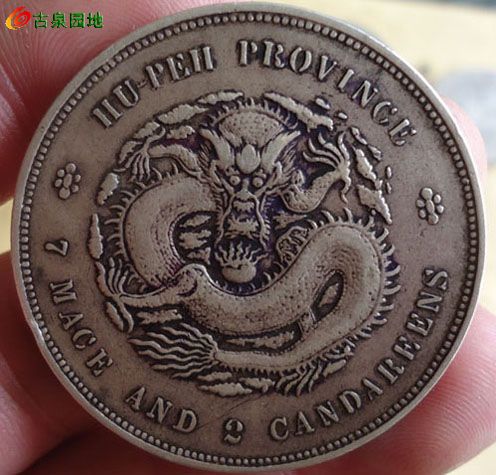 古泉园地
HU-PEH PROVINCE
7 MACE AND 2 CANDAREENS